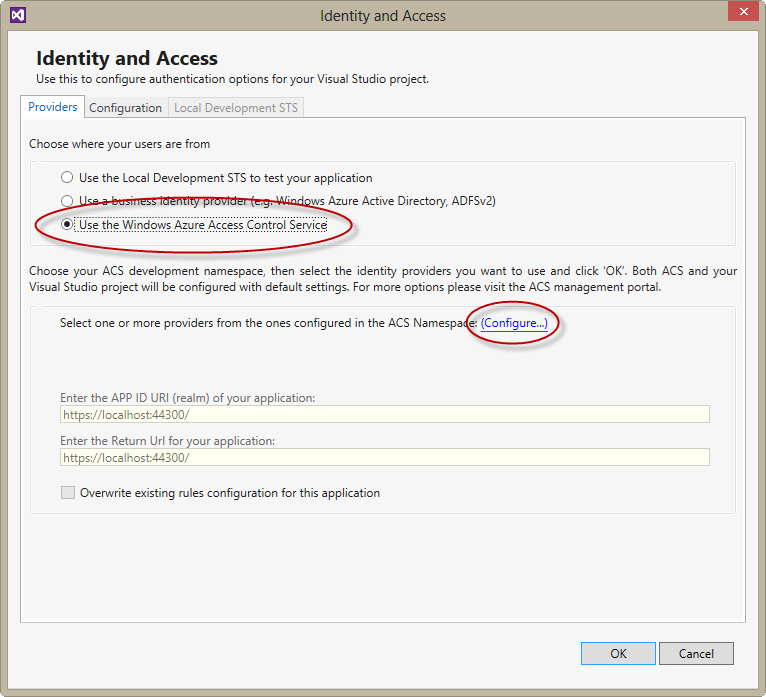 Identity and Access
Identity and Access
Use this to configure authentication options for your Visual Studio project.
Providers Configuration Local Development STS
Choose where your users are from
Use the Local Development STS to test your application
Use a business identity provider (e.g. Windows Azure Active Directory, ADFSv2)
Use the Windows Azure Access Control Service
Choose your ACS development namespace, then select the identity providers you want to use and click ‘OK’. Both ACS and your
Visual Studio project will be configured with default settings. For more options please visit the ACS management portal.
Select one or more providers from the ones configured in the ACS Namespace: (Configure...)
Enter the APP ID URI (realm) of your application:
https://localhost:44300/
Enter the Return Url for your application:
https://localhost:44300/
Overwrite existing rules configuration for this application
OK Cancel